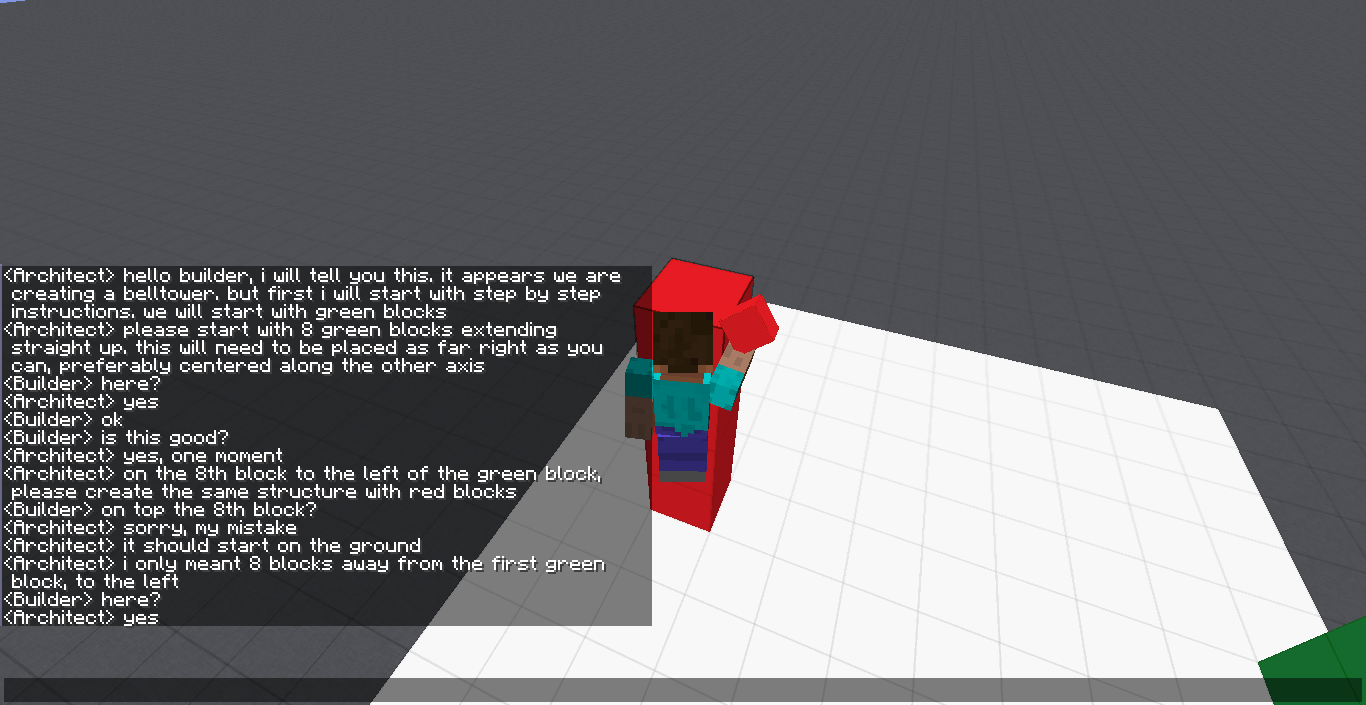 <Architect> hello builder, i will tell you this. it appears we are
creating a belltower. but first i will start with step by step
instructions. we will start with green blocks
<Architect> please start with 8 green blocks extending
straight up. this will need to be placed as far right as you
can, preferably centered along the other axis
<Builder> here?
<Architect> yes
<Builder> ok
<Builder> is this good?
<Architect> yes, one moment
<Architect> on the 8th block to the left of the green block,
please create the same structure with red blocks
<Builder> on top the 8th block?
<Architect> sorry, my mistake
<Architect> it should start on the ground
<Architect> i only meant 8 blocks away from the first green
block, to the left
<Builder> here?
<Architect> yes